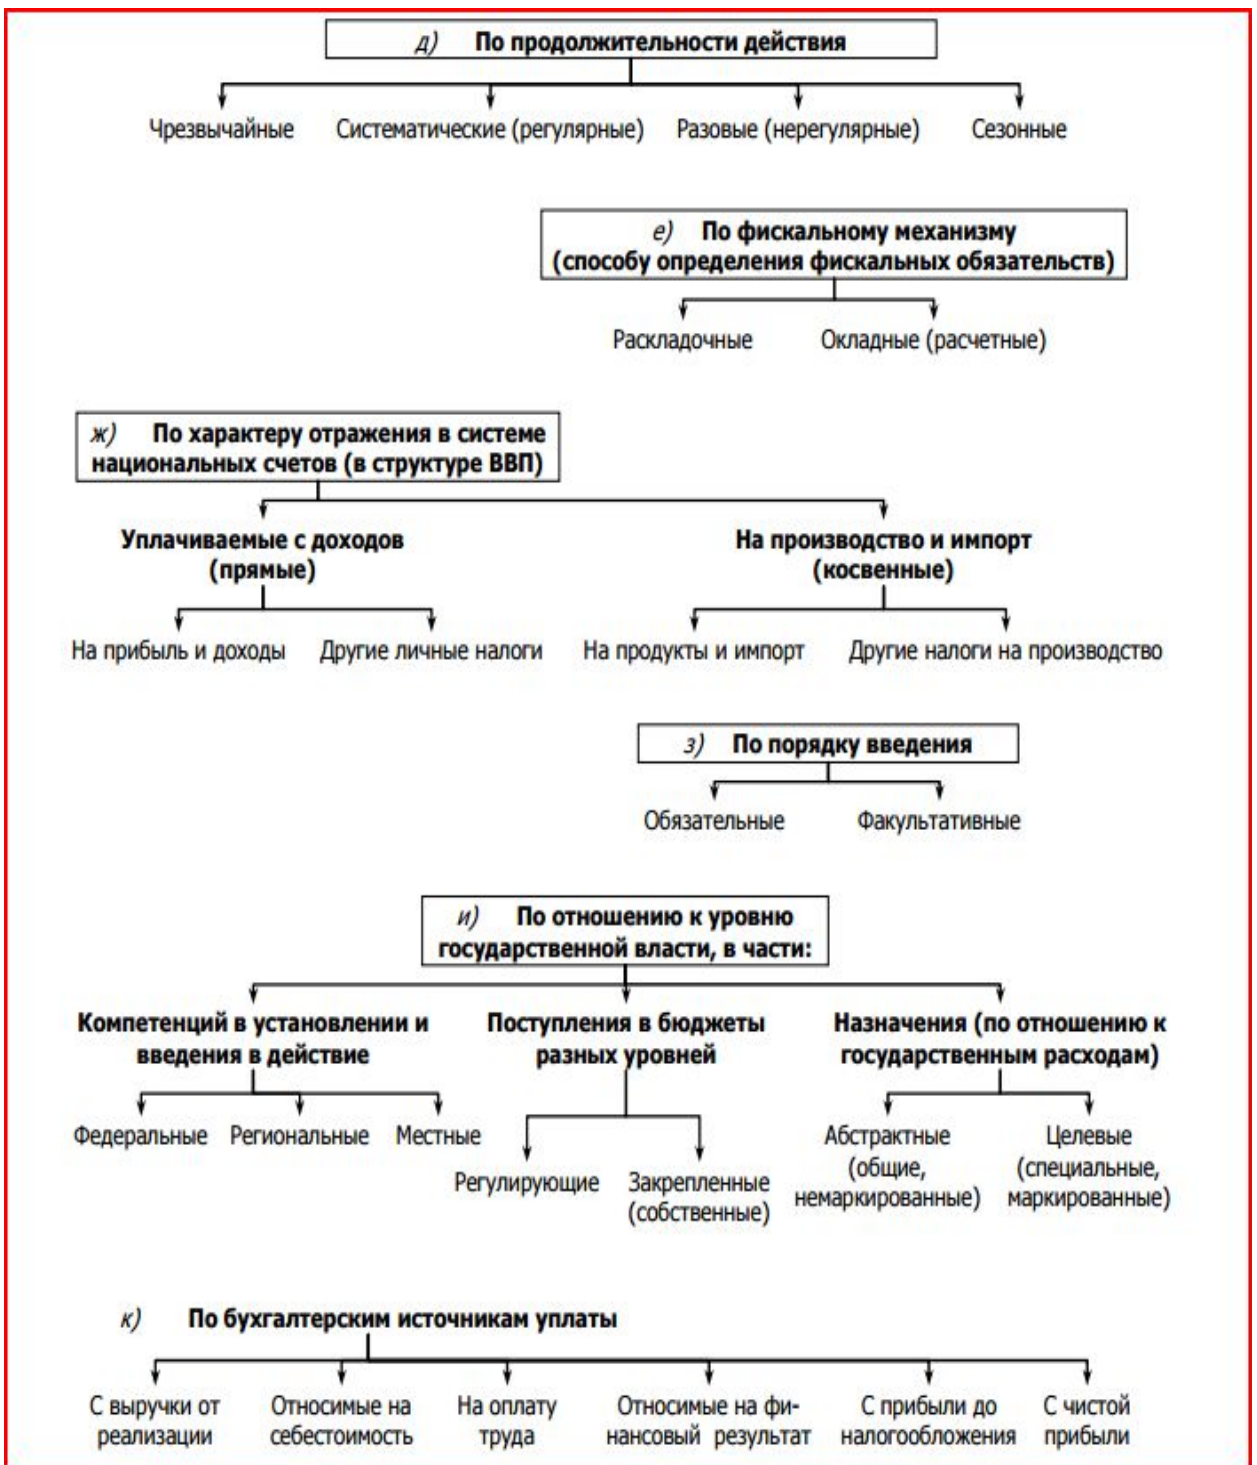 д) По продолжительности действия
Чрезвычайные Систематические (регулярные) Разовые (нерегулярные) Сезонные
е) По фискальному механизму
(способу определения фискальных обязательств)
Раскладочные Окладные (расчетные)
ж) По характеру отражения в системе
национальных счетов (в структуре ВВП)
Уплачиваемые с доходов
(прямые)
На производство и импорт
(косвенные)
На прибыль и доходы Другие личные налоги На продукты и импорт Другие налоги на производство
з) По порядку введения
Обязательные Факультативные
и) По отношению к уровню
государственной власти, в части:
Компетенций в установлении и
введения в действие
Поступления в бюджеты
разных уровней
Назначения (по отношению к
государственным расходам)
Федеральные Региональные Местные
Регулирующие
Закрепленные
(собственные)
Абстрактные
(общие,
немаркированные)
Целевые
(специальные,
маркированные)
к) По бухгалтерским источникам уплаты
С выручки от
реализации
Относимые на
себестоимость
На оплату
труда
Относимые на фи-
нансовый результат
С прибыли до
налогообложения
С чистой
прибыли